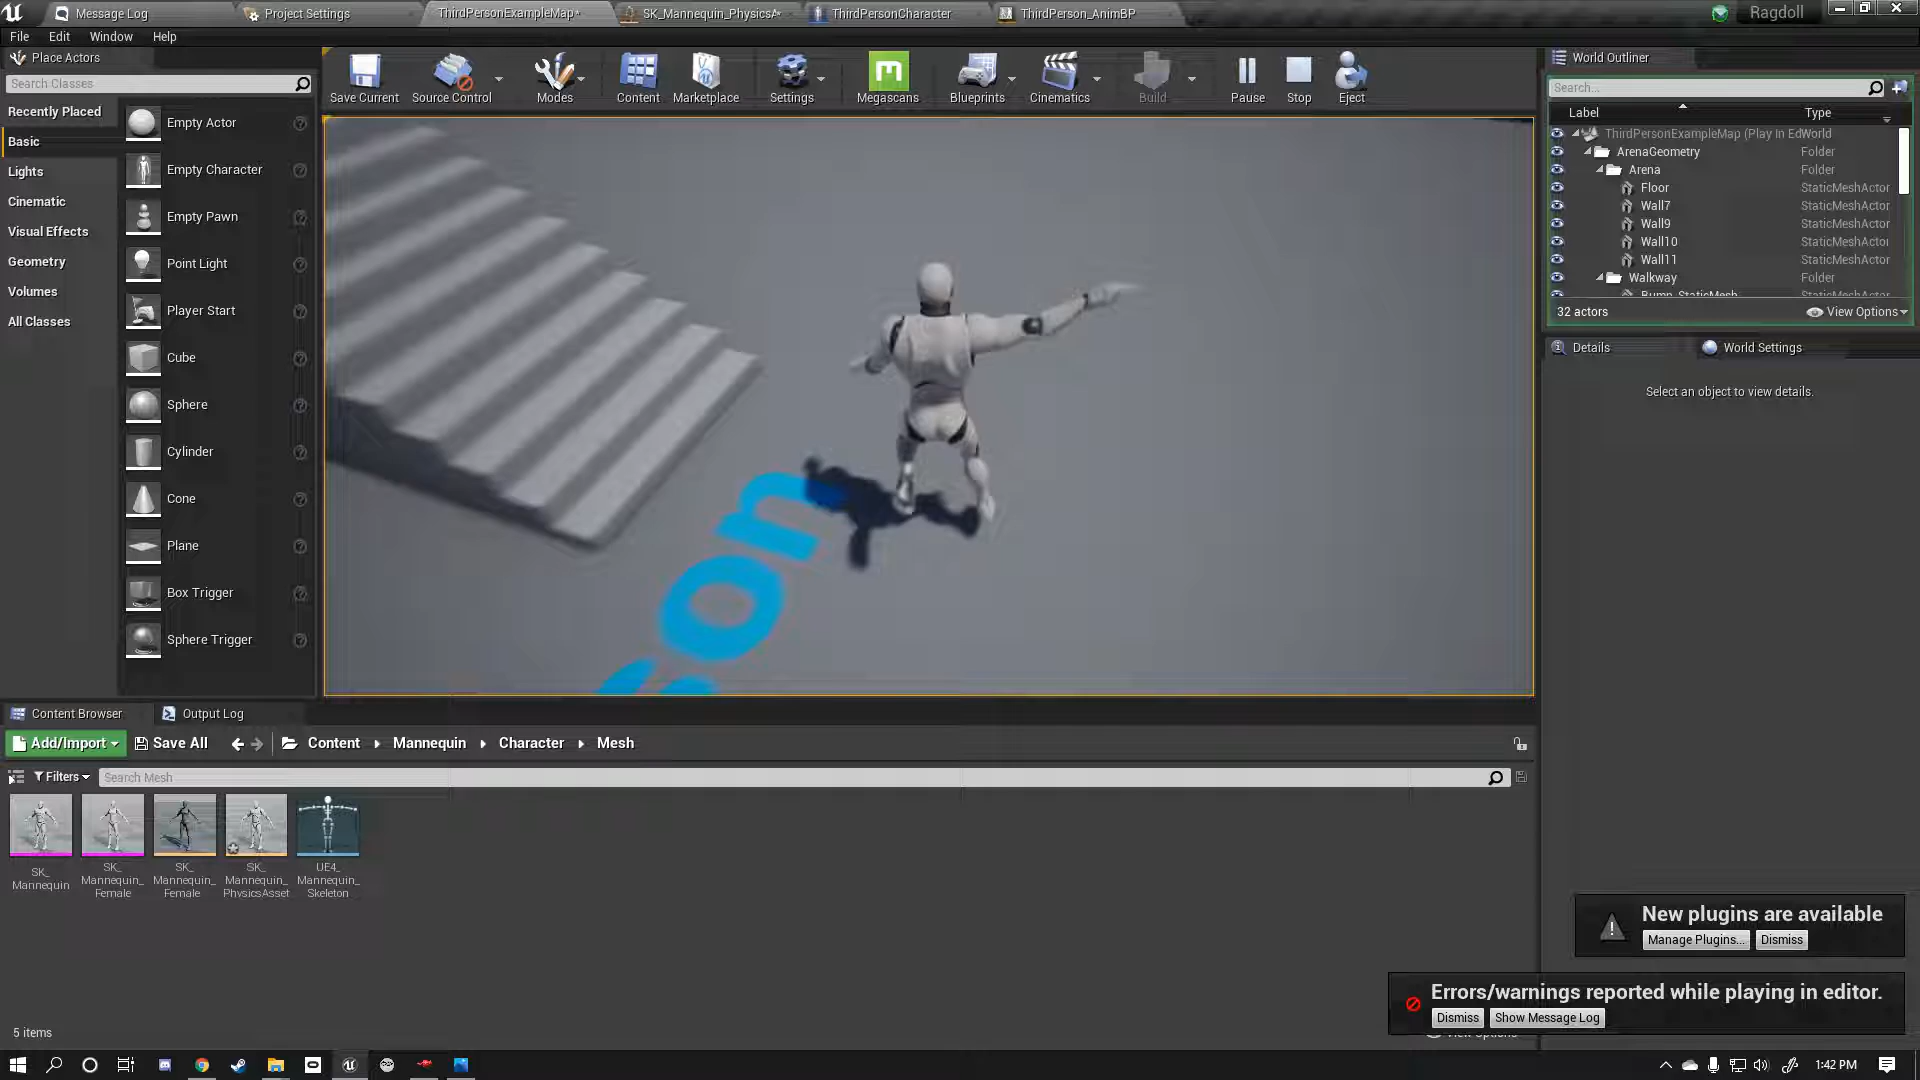 Message Log
Project Settings
ThirdPersonExampleMap*
SK_Mannequin_PhysicsA*
ThirdPersonCharacter
ThirdPerson_AnimBP
Ragdoll
File
Edit
Window
Help
Place Actors
Search Classes
Recently Placed
Basic
Lights
Cinematic
Visual Effects
Geometry
Volumes
All Classes
Empty Actor
Empty Character
Empty Pawn
Point Light
Player Start
Cube
Sphere
Cylinder
Cone
Plane
Box Trigger
Sphere Trigger
Save Current
Source Control
Modes
Content
Marketplace
Settings
Megascans
Blueprints
Cinematics
Build
Pause
Stop
Eject
son
World Outliner
Search...
Label
Type
ThirdPersonExampleMap (Play In Ed
World
ArenaGeometry
Folder
Arena
Folder
Floor
StaticMeshActor
Wall7
StaticMeshActor
Wall9
StaticMeshActor
Wall10
StaticMeshActor
Wall11
StaticMeshActor
Walkway
Folder
Bump_StaticMesh
StaticMeshActor
32 actors
View Options
Details
World Settings
Select an object to view details.
Content Browser
Output Log
Add/Import
Save All
Content
Mannequin
Character
Mesh
Filters
Search Mesh
SK_
Mannequin
SK_
Mannequin_
Female
SK_
Mannequin_
Female
SK_
Mannequin_
PhysicsAsset
UE4_
Mannequin_
Skeleton
5 items
New plugins are available
Manage Plugins...
Dismiss
Errors/warnings reported while playing in editor.
Dismiss
Show Message Log
View Options
1:42 PM